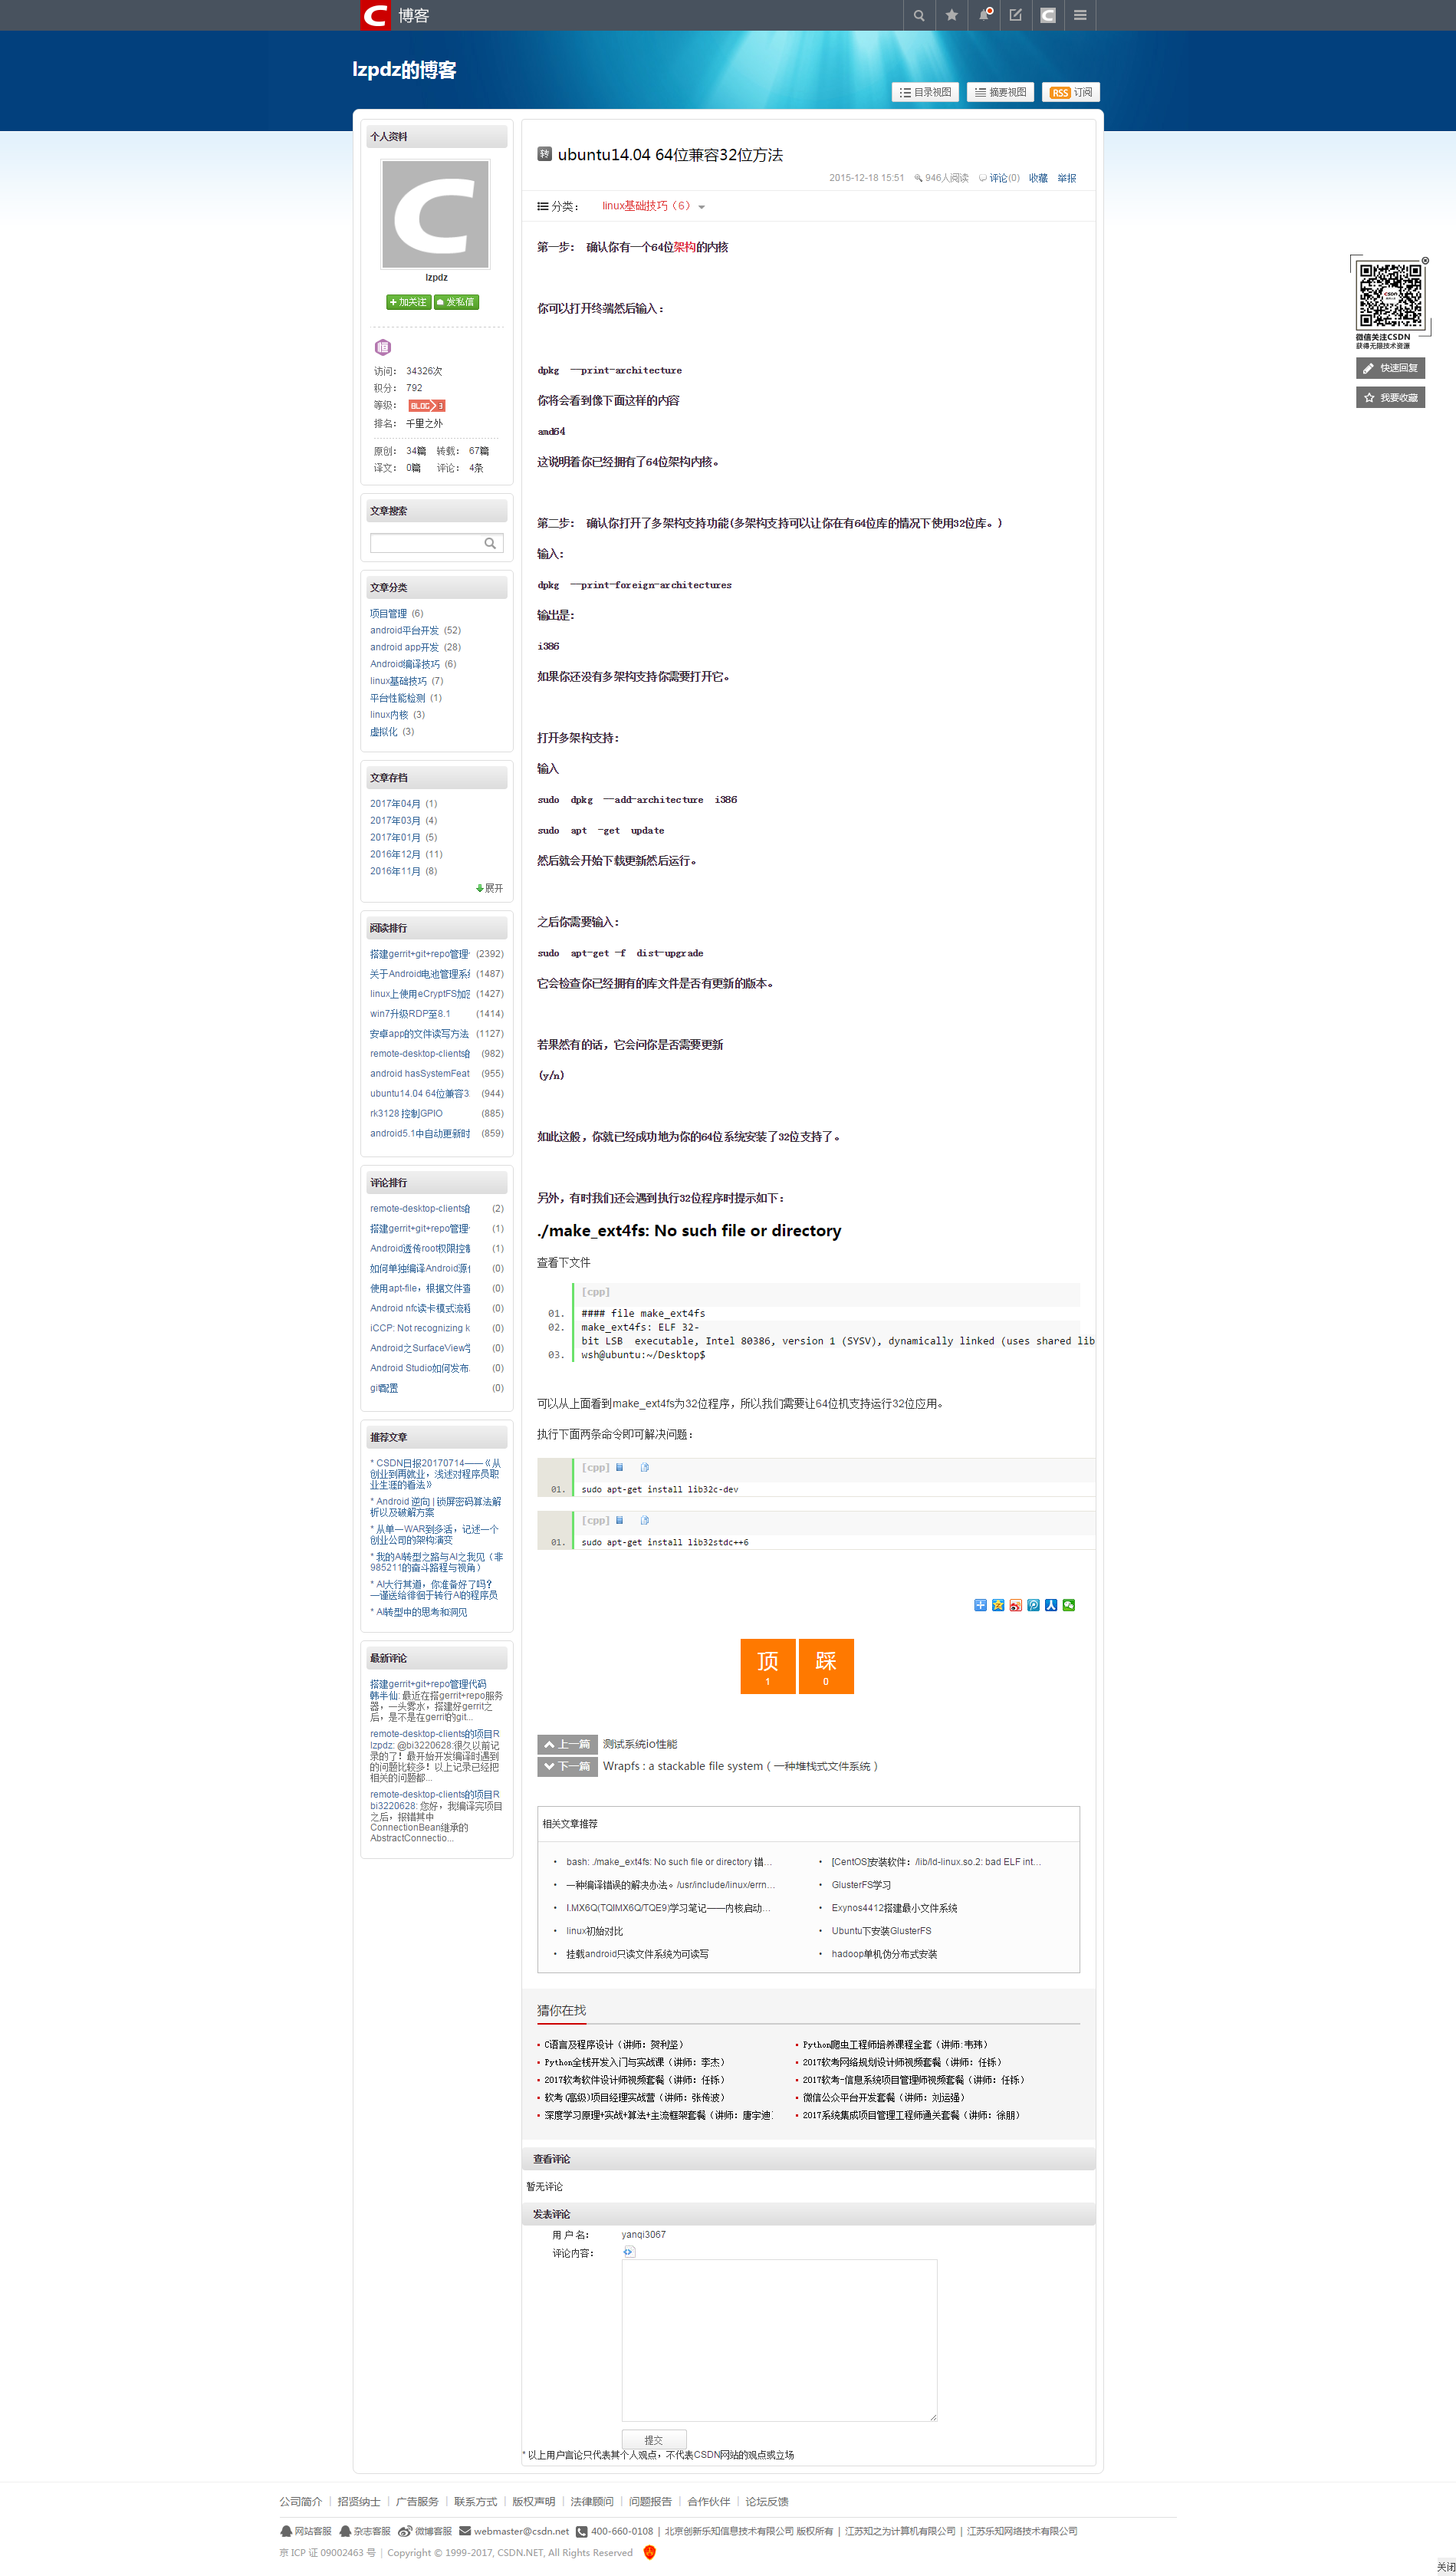 博客
lzpdz的博客
目录视图
摘要视图
RSS 订阅
个人资料
lzpdz
加关注 发私信
访问： 34326次
积分： 792
等级： BLOG 3
排名： 千里之外
原创： 34篇 转载： 67篇
译文： 0篇 评论： 4条
文章搜索
文章分类
项目管理 (6)
android平台开发 (52)
android app开发 (28)
Android编译技巧 (6)
linux基础技巧 (7)
平台性能检测 (1)
linux内核 (3)
虚拟化 (3)
文章存档
2017年04月 (1)
2017年03月 (4)
2017年01月 (5)
2016年12月 (11)
2016年11月 (8)
展开
阅读排行
搭建gerrit+git+repo管理 (2392)
关于Android电池管理系 (1487)
linux上使用eCryptFS加 (1427)
win7升级RDP至8.1 (1414)
安卓app的文件读写方法 (1127)
remote-desktop-clients (982)
android hasSystemFeat (955)
ubuntu14.04 64位兼容3 (944)
rk3128 控制GPIO (885)
android5.1中自动更新时 (859)
评论排行
remote-desktop-clients (2)
搭建gerrit+git+repo管理 (1)
Android透传root权限控 (1)
如何单独编译Android源 (0)
使用apt-file，根据文件查 (0)
Android nfc读卡模式流程 (0)
iCCP: Not recognizing k (0)
Android之SurfaceView (0)
Android Studio如何发布 (0)
git配置 (0)
推荐文章
* CSDN日报20170714——《从
创业到再就业，浅述对程序员职
业生涯的看法》
* Android 逆向 | 锁屏密码算法解
析以及破解方案
* 从单一WAR到多活，记述一个
创业公司的架构演变
* 我的AI转型之路与AI之我见（非
985211的奋斗路程与视角）
* AI大行其道，你准备好了吗？
—谨送给徘徊于转行AI的程序员
* AI转型中的思考和洞见
最新评论
搭建gerrit+git+repo管理代码
韩半仙: 最近在搭gerrit+repo服务
器，一头雾水，搭建好gerrit之
后，是不是在gerrit的git...
remote-desktop-clients的项目R
lzpdz: @bi3220628:很久以前记
录的了！最开始开发编译时遇到
的问题比较多！以上记录已经把
相关的问题都...
remote-desktop-clients的项目R
bi3220628: 您好，我编译完项目
之后，报错其中
ConnectionBean继承的
AbstractConnectio...
转 ubuntu14.04 64位兼容32位方法
2015-12-18 15:51 946人阅读 评论(0) 收藏 举报
分类： linux基础技巧（6）
第一步： 确认你有一个64位架构的内核
你可以打开终端然后输入：
dpkg --print-architecture
你将会看到像下面这样的内容
amd64
这说明着你已经拥有了64位架构内核。
第二步： 确认你打开了多架构支持功能(多架构支持可以让你在有64位库的情况下使用32位库。)
输入：
dpkg --print-foreign-architectures
输出是：
i386
如果你还没有多架构支持你需要打开它。
打开多架构支持：
输入
sudo dpkg --add-architecture i386
sudo apt -get update
然后就会开始下载更新然后运行。
之后你需要输入：
sudo apt-get -f dist-upgrade
它会检查你已经拥有的库文件是否有更新的版本。
若果然有的话，它会问你是否需要更新
(y/n)
如此这般，你就已经成功地为你的64位系统安装了32位支持了。
另外，有时我们还会遇到执行32位程序时提示如下：
./make_ext4fs: No such file or directory
查看下文件
[cpp]
01. #### file make_ext4fs
02. make_ext4fs: ELF 32-
bit LSB executable, Intel 80386, version 1 (SYSV), dynamically linked (uses shared lib
03. wsh@ubuntu:~/Desktop$
可以从上面看到make_ext4fs为32位程序，所以我们需要让64位机支持运行32位应用。
执行下面两条命令即可解决问题：
[cpp]
01. sudo apt-get install lib32c-dev
[cpp]
01. sudo apt-get install lib32stdc++6
顶
1
踩
0
上一篇 测试系统io性能
下一篇 Wrapfs : a stackable file system（一种堆栈式文件系统）
相关文章推荐
• bash: ./make_ext4fs: No such file or directory 错...
• [CentOS]安装软件：/lib/ld-linux.so.2: bad ELF int...
• 一种编译错误的解决办法。/usr/include/linux/errn...
• GlusterFS学习
• I.MX6Q(TQIMX6Q/TQE9)学习笔记——内核启动...
• Exynos4412搭建最小文件系统
• linux初始对比
• Ubuntu下安装GlusterFS
• 挂载android只读文件系统为可读写
• hadoop单机伪分布式安装
猜你在找
C语言及程序设计（讲师：贺利坚）
Python爬虫工程师培养课程全套（讲师:韦玮）
Python全栈开发入门与实战课（讲师：李杰）
2017软考网络规划设计师视频套餐（讲师：任铄）
2017软考软件设计师视频套餐（讲师：任铄）
2017软考-信息系统项目管理师视频套餐（讲师：任铄）
软考(高级)项目经理实战营（讲师：张传波）
微信公众平台开发套餐（讲师：刘运强）
深度学习原理+实战+算法+主流框架套餐（讲师：唐宇迪
2017系统集成项目管理工程师通关套餐（讲师：徐朋）
查看评论
暂无评论
发表评论
用 户 名： yanqi3067
评论内容：
提交
* 以上用户言论只代表其个人观点，不代表CSDN网站的观点或立场
微信关注CSDN
获得无限技术资源
快速回复
我要收藏
公司简介 | 招贤纳士 | 广告服务 | 联系方式 | 版权声明 | 法律顾问 | 问题报告 | 合作伙伴 | 论坛反馈
网站客服 杂志客服 微博客服 webmaster@csdn.net 400-660-0108 | 北京创新乐知信息技术有限公司 版权所有 | 江苏知之为计算机有限公司 | 江苏乐知网络技术有限公司
京 ICP 证 09002463 号 | Copyright © 1999-2017, CSDN.NET, All Rights Reserved
关闭